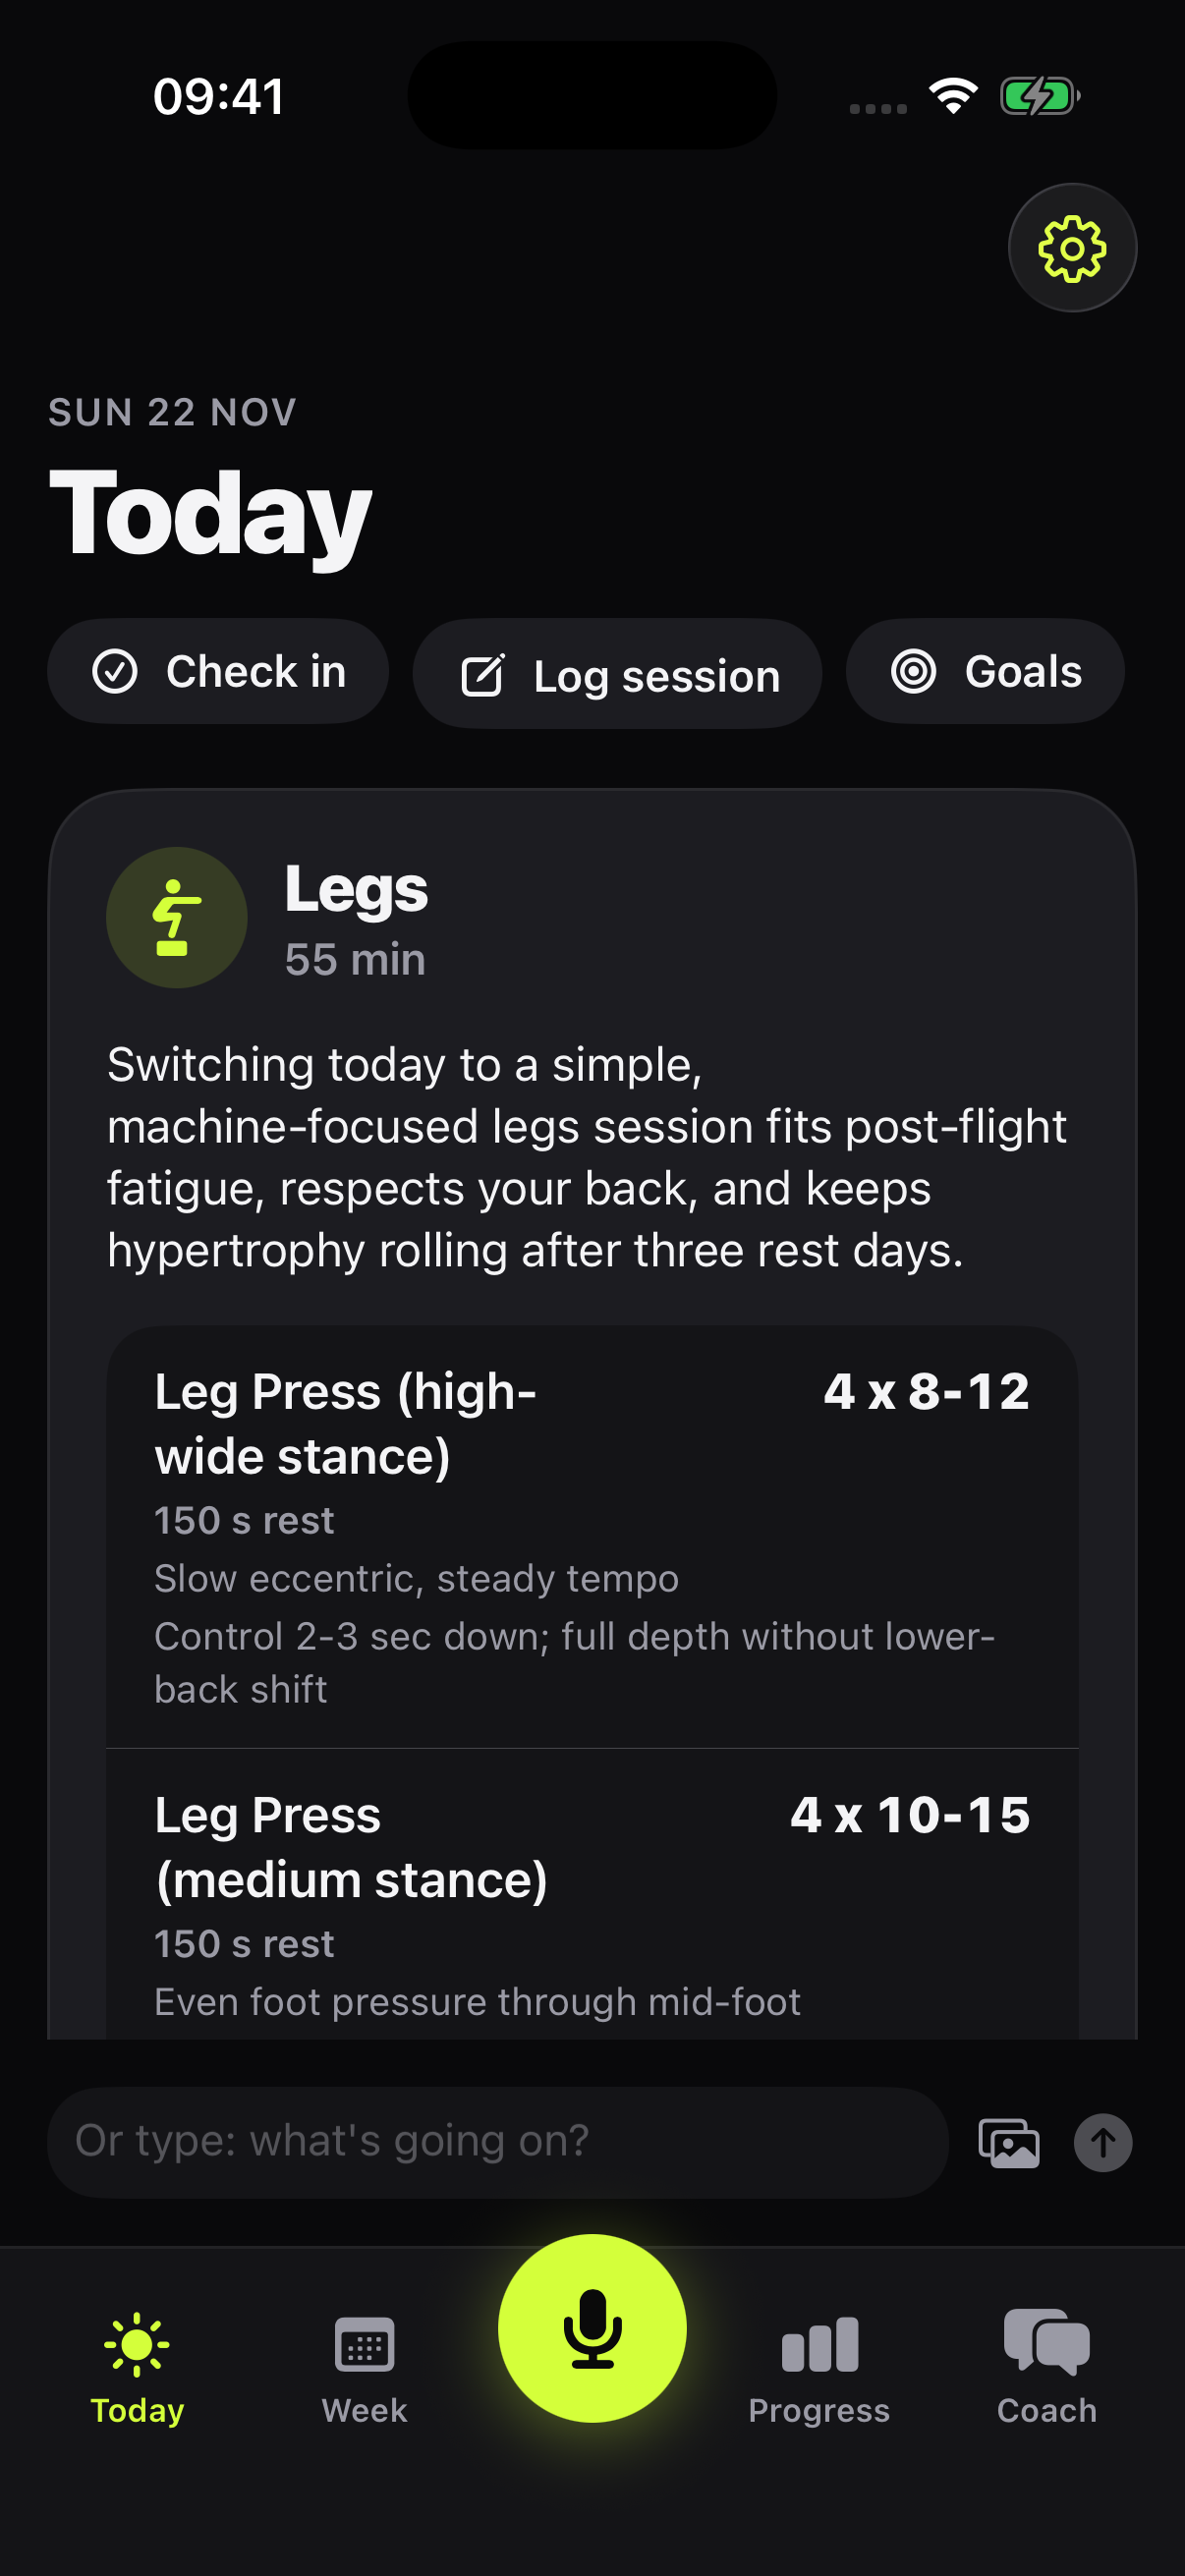 09:41
SUN 22 NOV
Today
Check in
Log session
Goals
Legs
55 min
Switching today to a simple,
machine-focused legs session fits post-flight
fatigue, respects your back, and keeps
hypertrophy rolling after three rest days.
Leg Press (high-
wide stance)
4 x 8-12
150 s rest
Slow eccentric, steady tempo
Control 2-3 sec down; full depth without lower-
back shift
Leg Press
(medium stance)
4 x 10-15
150 s rest
Even foot pressure through mid-foot
Or type: what's going on?
Today
Week
Progress
Coach